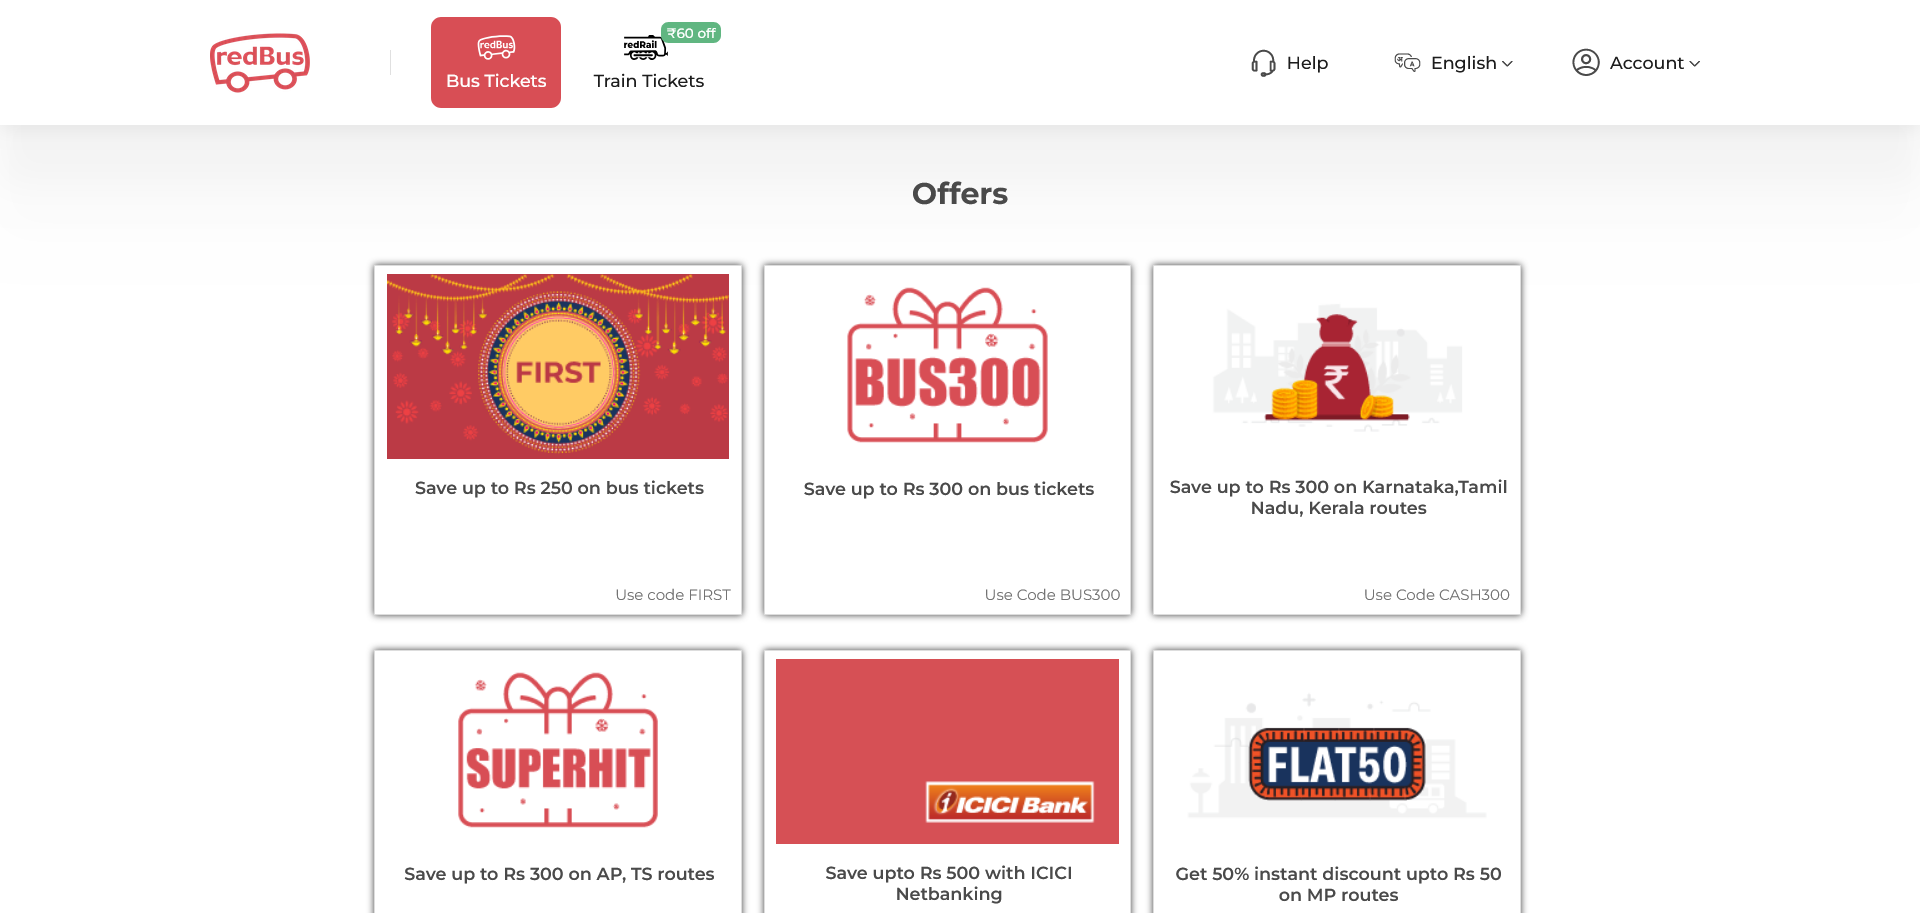 redBus
redBus
Bus Tickets
redRail
₹60 off
Train Tickets
Help
English
Account
Offers
FIRST
Save up to Rs 250 on bus tickets
Use code FIRST
BUS300
Save up to Rs 300 on bus tickets
Use Code BUS300
₹
Save up to Rs 300 on Karnataka,Tamil
Nadu, Kerala routes
Use Code CASH300
SUPERHIT
Save up to Rs 300 on AP, TS routes
ICICI Bank
Save upto Rs 500 with ICICI
Netbanking
FLAT50
Get 50% instant discount upto Rs 50
on MP routes